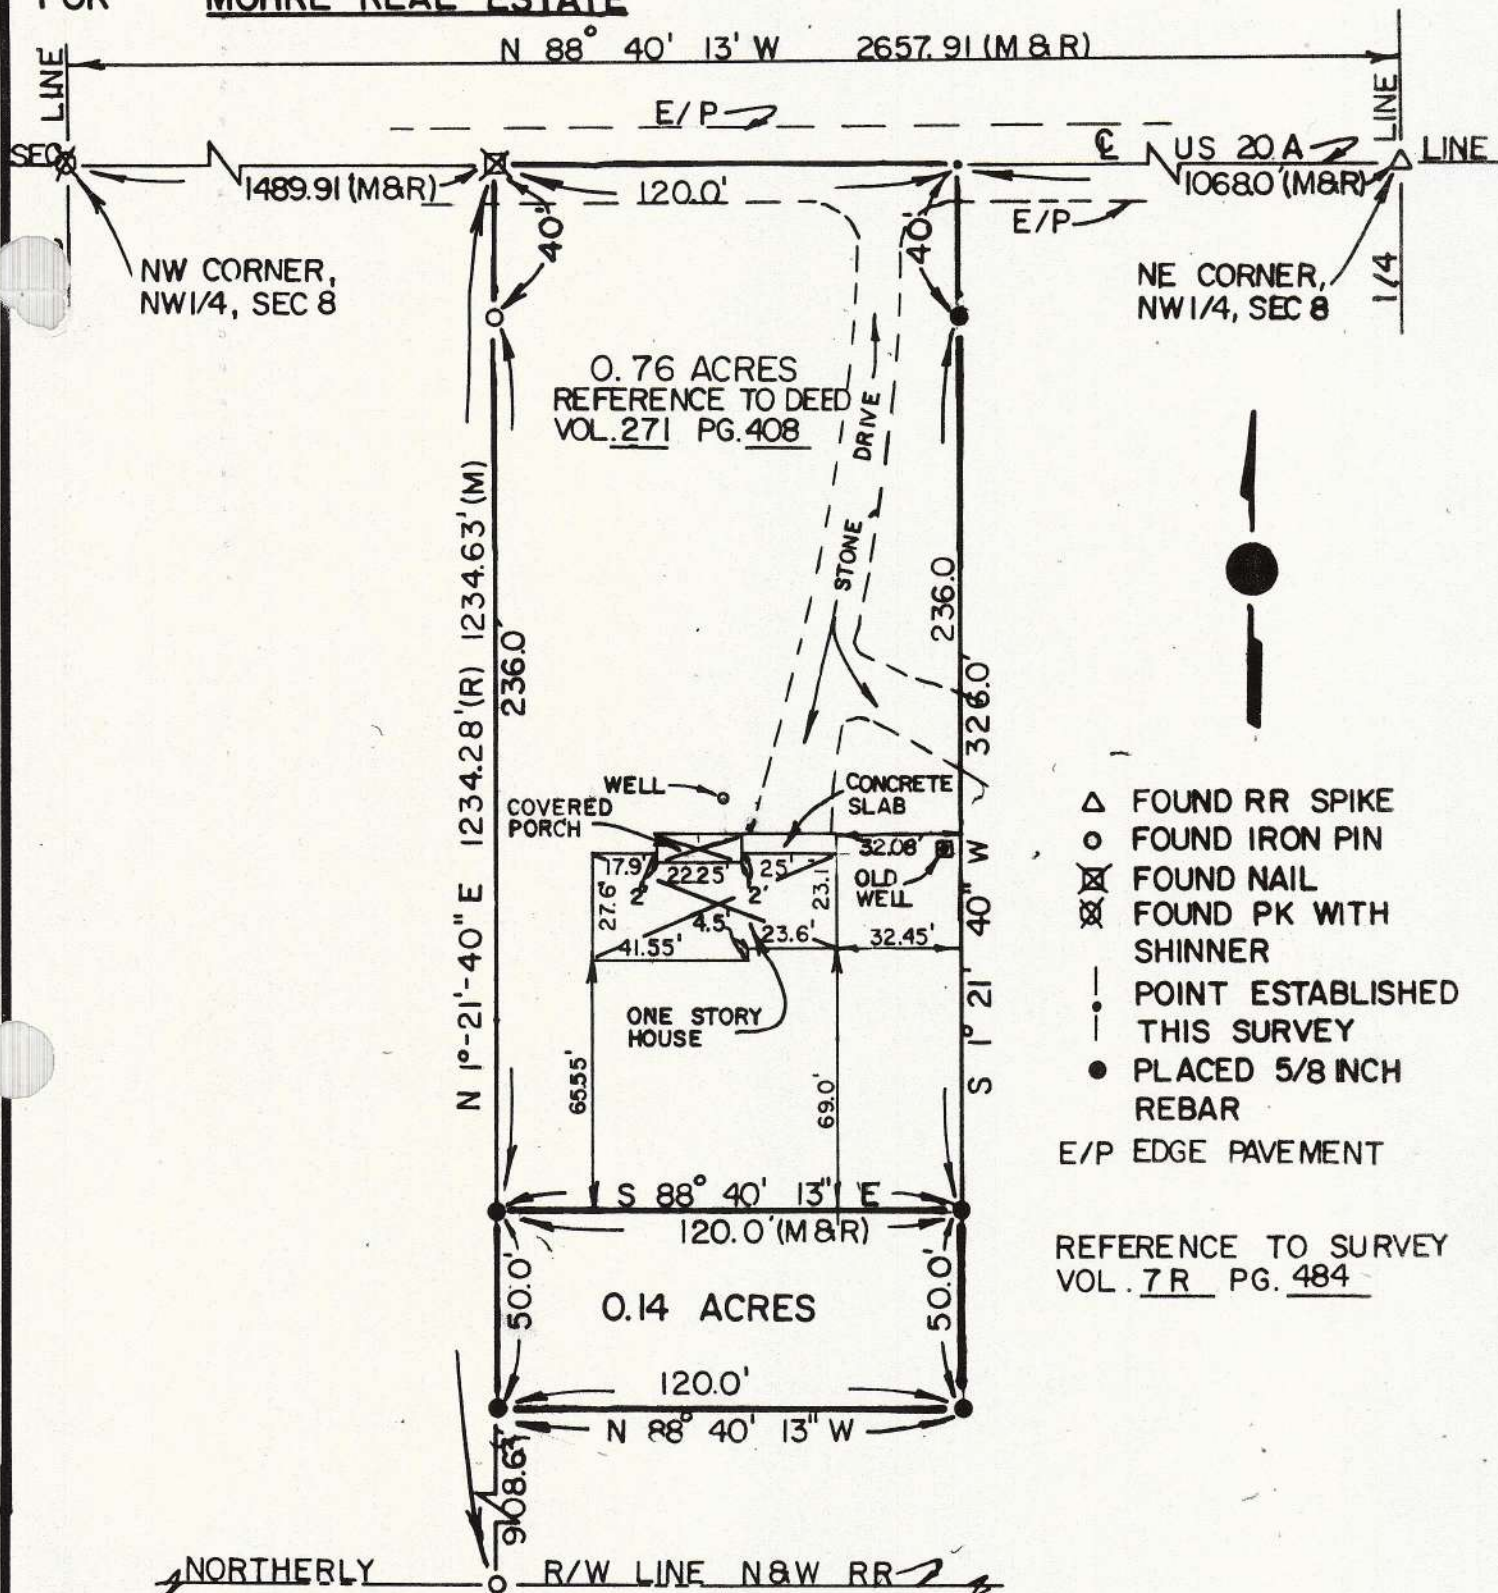 FOR MOHRE REAL ESTATE
N 88° 40' 13' W 2657.91 (M & R)
LINE
LINE
E/P
SEC
℄ US 20 A
LINE
1489.91 (M&R)
120.0'
1068.0' (M&R)
40'
40'
E/P
NW CORNER,
NW 1/4, SEC 8
NE CORNER,
NW 1/4, SEC 8
1/4
0.76 ACRES
REFERENCE TO DEED
VOL. 271 PG. 408
STONE DRIVE
N 1°-21'-40" E 1234.28' (R) 1234.63' (M)
236.0'
236.0
S 1° 21' 40" W 326.0'
WELL
COVERED
PORCH
CONCRETE
SLAB
32.08'
17.9'
22.25'
25'
2'
2'
27.6'
23.1
OLD
WELL
4.5'
41.55'
23.6'
32.45'
ONE STORY
HOUSE
65.55'
69.0'
△ FOUND RR SPIKE
FOUND IRON PIN
FOUND NAIL
FOUND PK WITH
SHINNER
POINT ESTABLISHED
THIS SURVEY
● PLACED 5/8 INCH
REBAR
E/P EDGE PAVEMENT
S 88° 40' 13" E
120.0' (M & R)
REFERENCE TO SURVEY
VOL. 7 R PG. 484
50.0'
0.14 ACRES
50.0'
120.0'
N 88° 40' 13" W
908.63'
NORTHERLY R/W LINE N&W RR